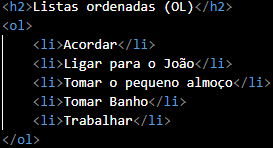 <h2>Listas ordenadas (OL)</h2>
<ol>
<li>Acordar</li>
<li>Ligar para o João</li>
<li>Tomar o pequeno almoço</li>
<li>Tomar Banho</li>
<li>Trabalhar</li>
</ol>